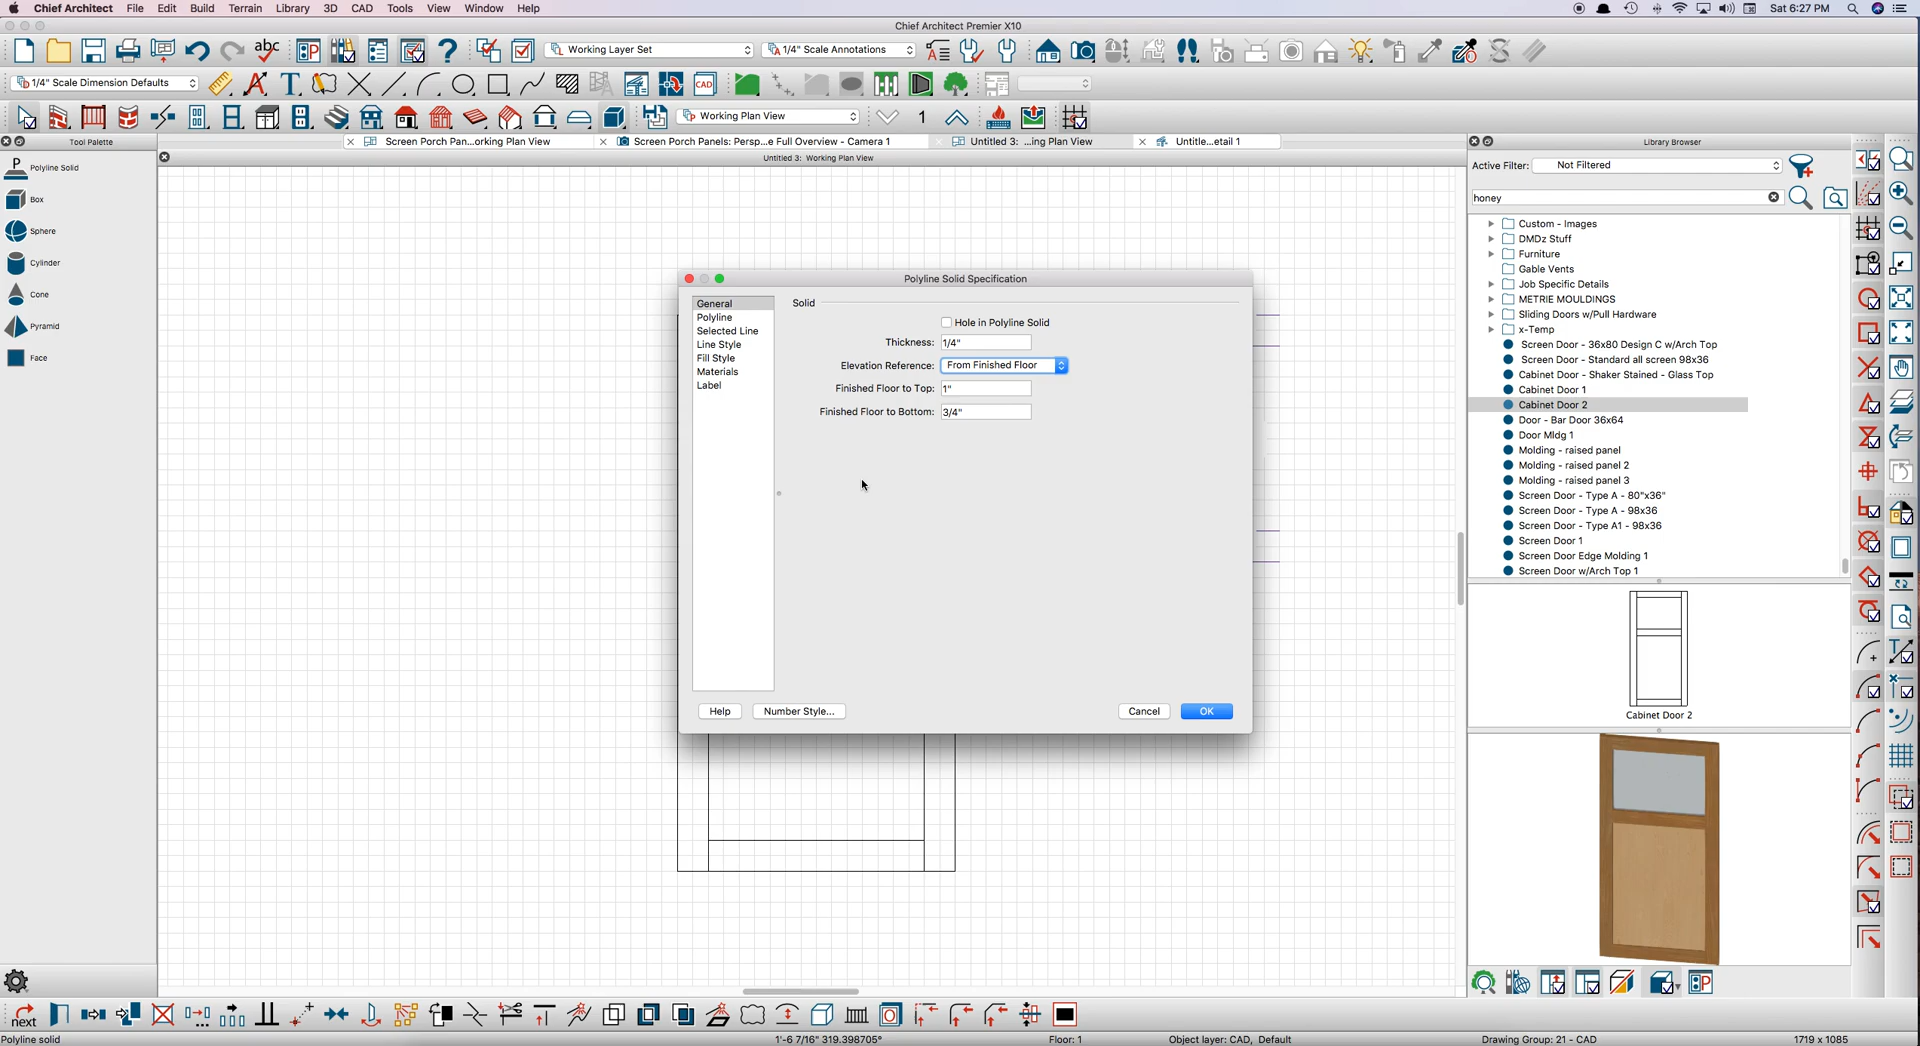 Chief Architect File Edit Build Terrain Library 3D CAD Tools View Window Help Sat 6:27 PM
Chief Architect Premier X10
abc Working Layer Set 1/4" Scale Annotations
1/4" Scale Dimension Defaults CAD
Working Plan View 1
Tool Palette
Screen Porch Pan...orking Plan View
Screen Porch Panels: Persp...e Full Overview - Camera 1
Untitled 3: ...ing Plan View
Untitle...etail 1
Library Browser
Untitled 3: Working Plan View
Polyline Solid
Box
Sphere
Cylinder
Cone
Pyramid
Face
Polyline Solid Specification
General
Polyline
Selected Line
Line Style
Fill Style
Materials
Label
Solid
Hole in Polyline Solid
Thickness: 1/4"
Elevation Reference: From Finished Floor
Finished Floor to Top: 1"
Finished Floor to Bottom: 3/4"
Help Number Style... Cancel OK
Active Filter: Not Filtered
honey
Custom - Images
DMDz Stuff
Furniture
Gable Vents
Job Specific Details
METRIE MOULDINGS
Sliding Doors w/Pull Hardware
x-Temp
Screen Door - 36x80 Design C w/Arch Top
Screen Door - Standard all screen 98x36
Cabinet Door - Shaker Stained - Glass Top
Cabinet Door 1
Cabinet Door 2
Door - Bar Door 36x64
Door Mldg 1
Molding - raised panel
Molding - raised panel 2
Molding - raised panel 3
Screen Door - Type A - 80"x36"
Screen Door - Type A - 98x36
Screen Door - Type A1 - 98x36
Screen Door 1
Screen Door Edge Molding 1
Screen Door w/Arch Top 1
Cabinet Door 2
next
Polyline solid 1'-6 7/16" 319.398705° Floor: 1 Object layer: CAD, Default Drawing Group: 21 - CAD 1719 x 1085